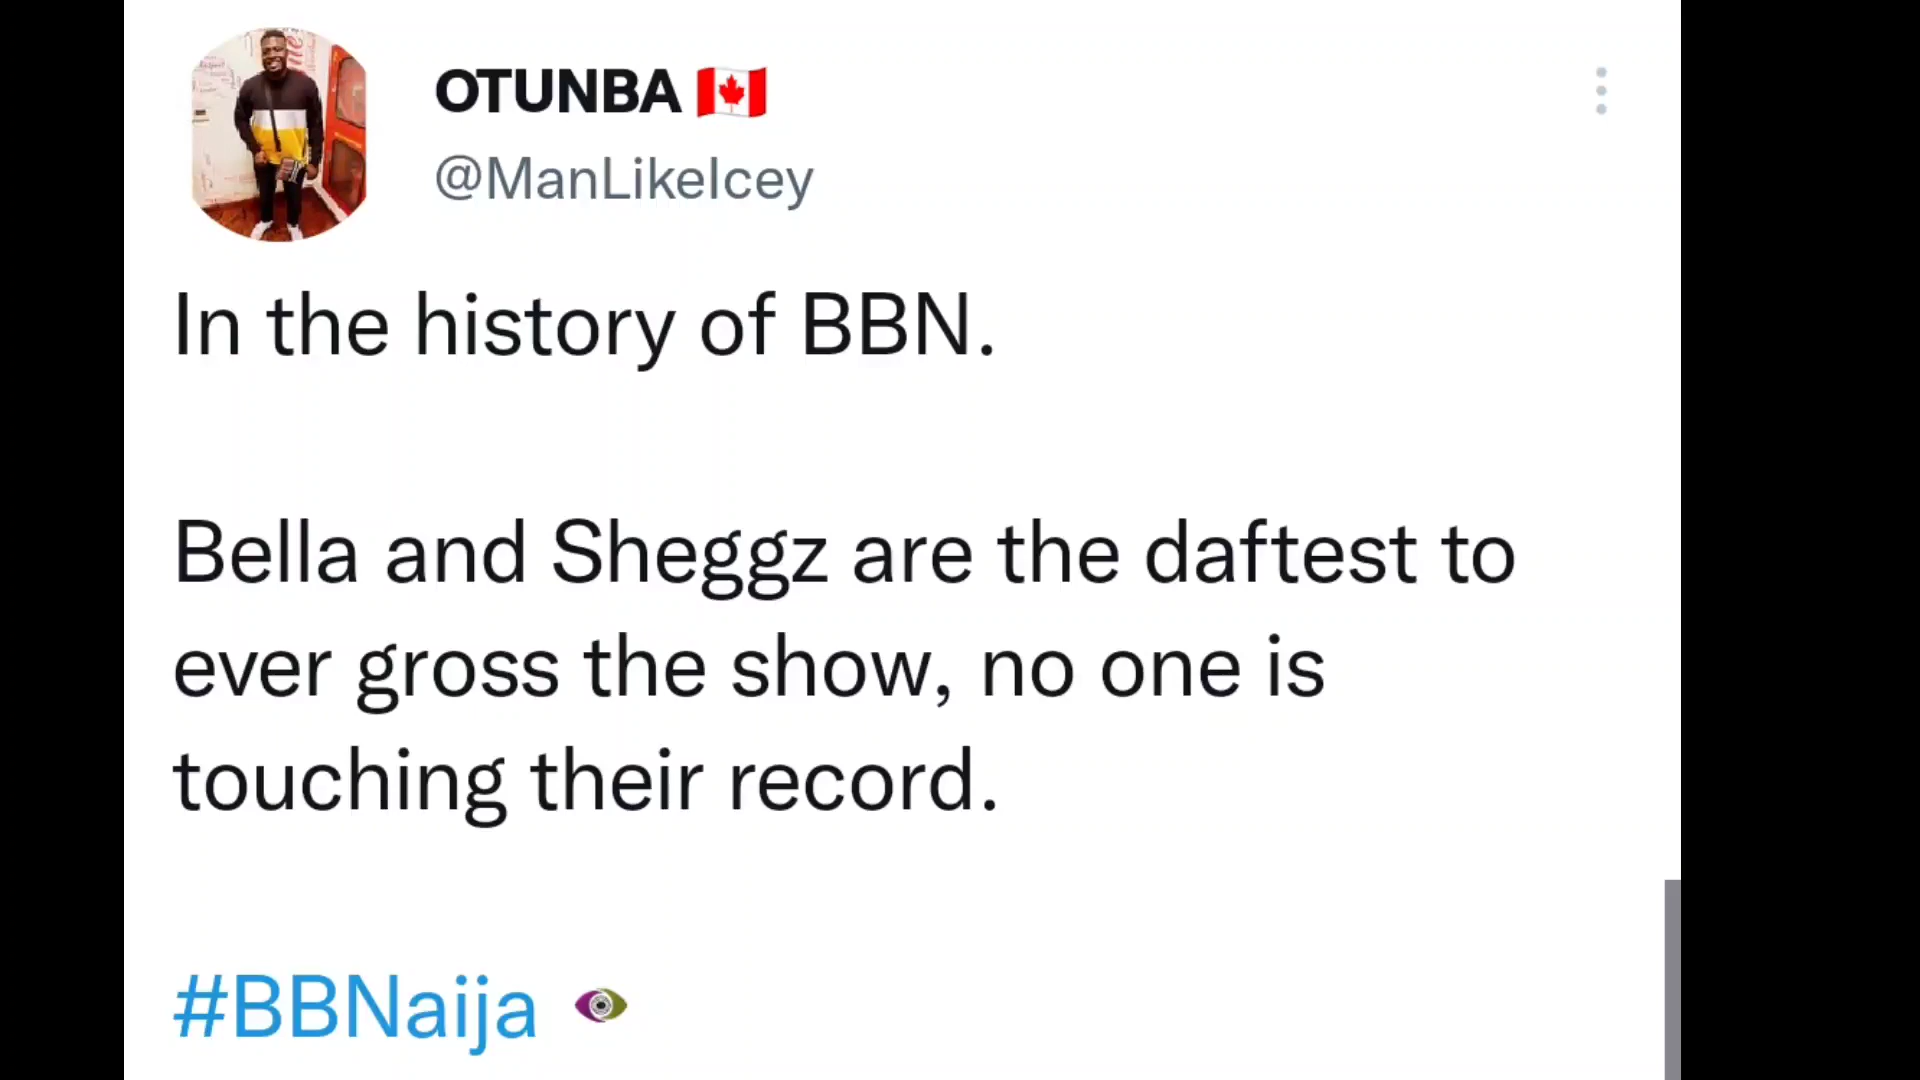 OTUNBA 🇨🇦
@ManLikeIcey
In the history of BBN.
Bella and Sheggz are the daftest to
ever gross the show, no one is
touching their record.
#BBNaija